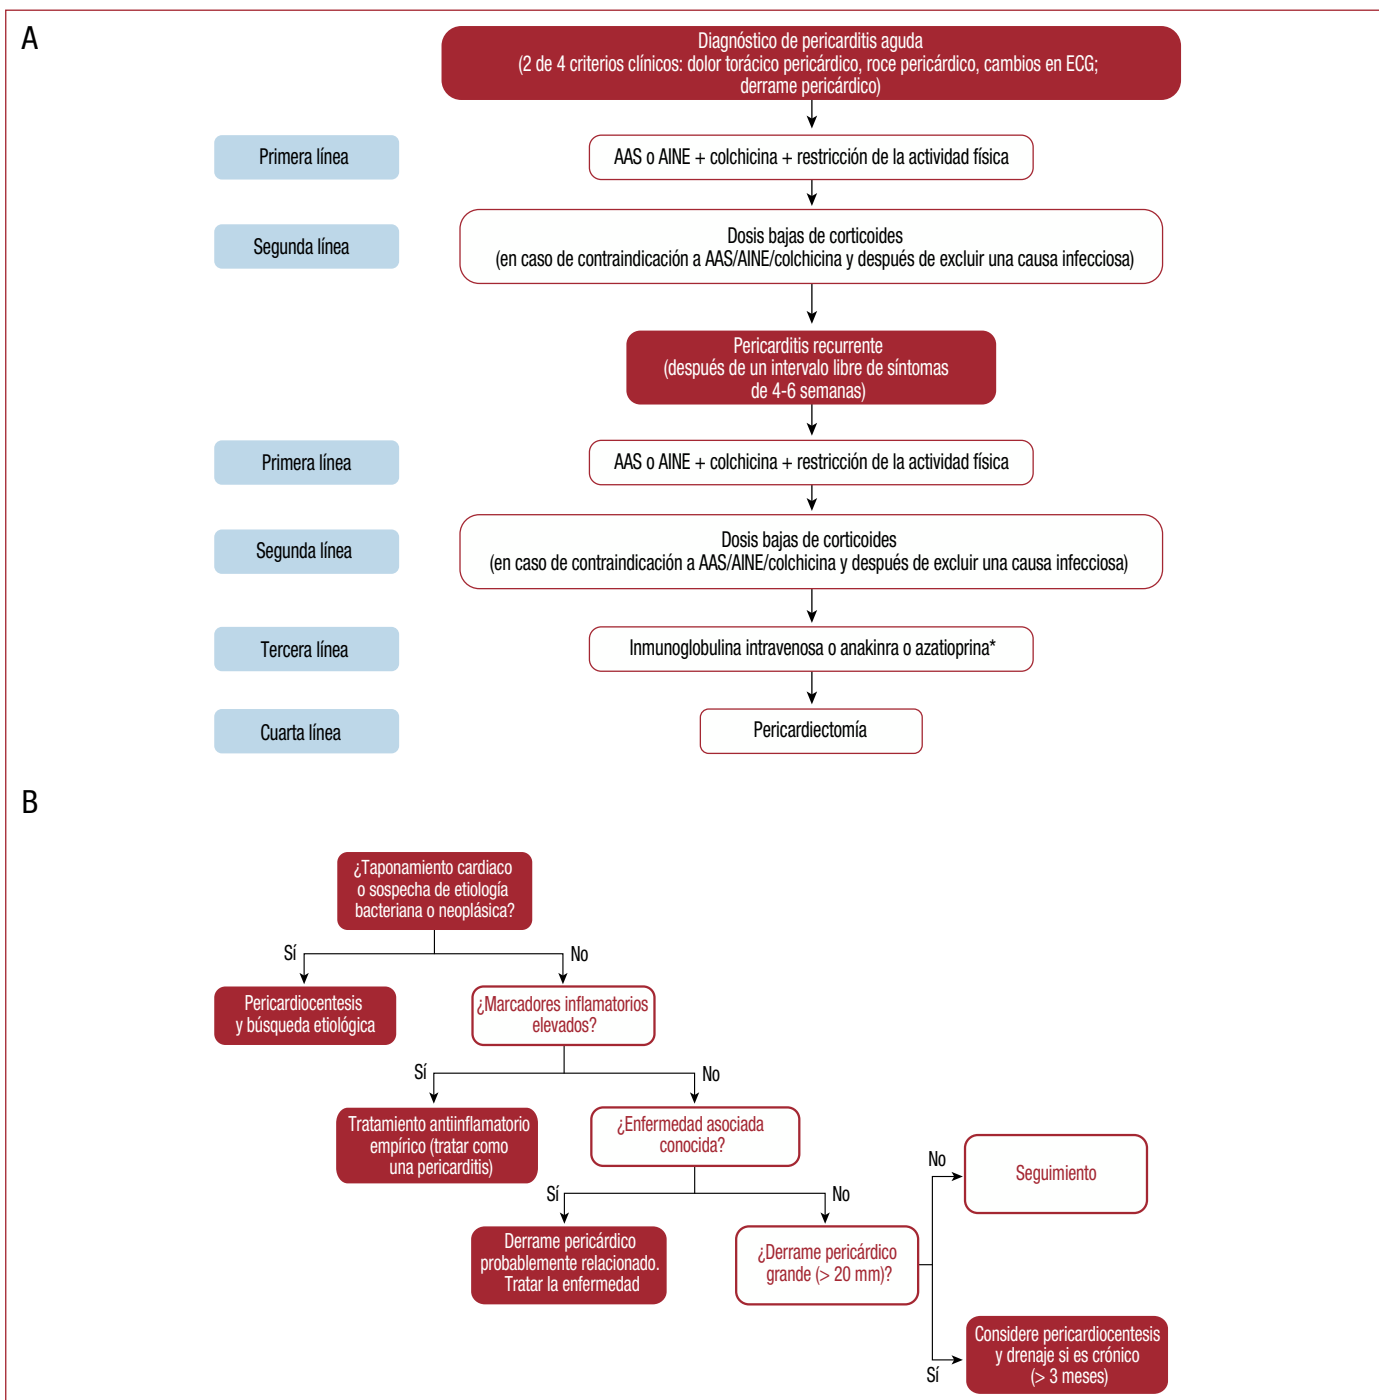 A
Diagnóstico de pericarditis aguda
(2 de 4 criterios clínicos: dolor torácico pericárdico, roce pericárdico, cambios en ECG;
derrame pericárdico)
Primera línea
AAS o AINE + colchicina + restricción de la actividad física
Segunda línea
Dosis bajas de corticoides
(en caso de contraindicación a AAS/AINE/colchicina y después de excluir una causa infecciosa)
Pericarditis recurrente
(después de un intervalo libre de síntomas
de 4-6 semanas)
Primera línea
AAS o AINE + colchicina + restricción de la actividad física
Segunda línea
Dosis bajas de corticoides
(en caso de contraindicación a AAS/AINE/colchicina y después de excluir una causa infecciosa)
Tercera línea
Inmunoglobulina intravenosa o anakinra o azatioprina*
Cuarta línea
Pericardiectomía
B
¿Taponamiento cardiaco
o sospecha de etiología
bacteriana o neoplásica?
Sí
No
Pericardiocentesis
y búsqueda etiológica
¿Marcadores inflamatorios
elevados?
Sí
No
Tratamiento antiinflamatorio
empírico (tratar como
una pericarditis)
¿Enfermedad asociada
conocida?
Sí
No
Derrame pericárdico
probablemente relacionado.
Tratar la enfermedad
¿Derrame pericárdico
grande (> 20 mm)?
No
Seguimiento
Sí
Considere pericardiocentesis
y drenaje si es crónico
(> 3 meses)